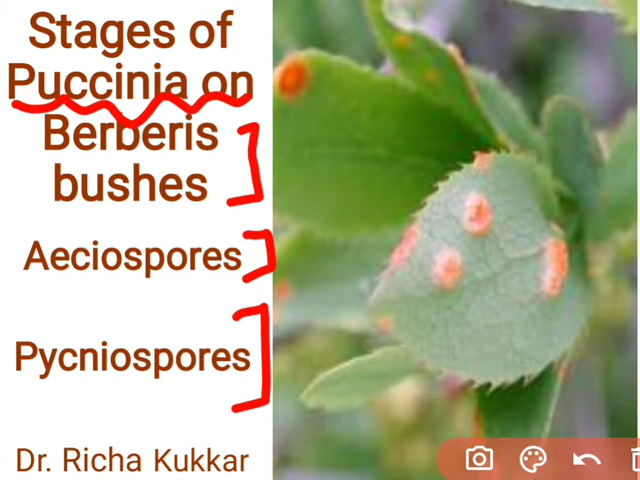 Stages of
Puccinia on
Berberis
bushes
Aeciospores
Pycniospores
Dr. Richa Kukkar